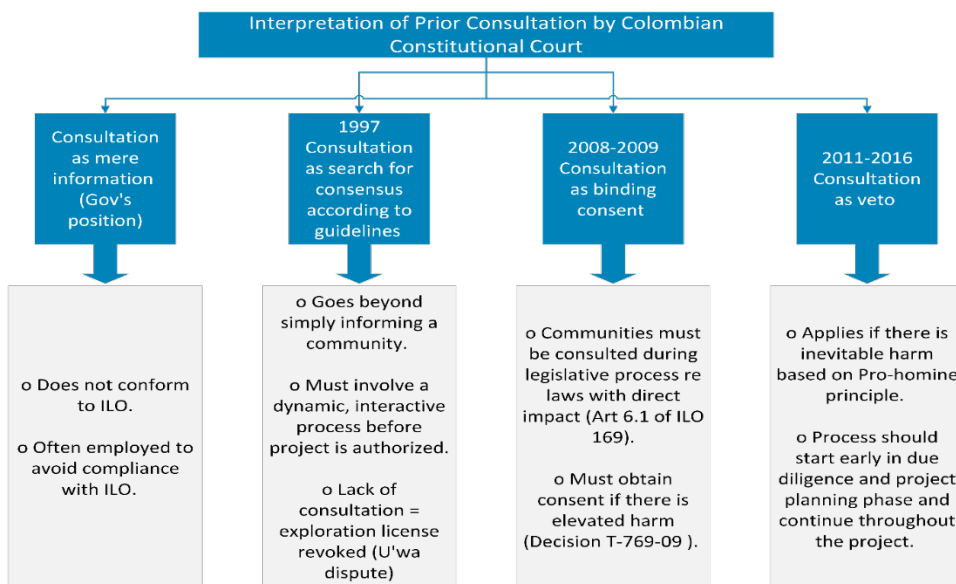 Interpretation of Prior Consultation by Colombian
Constitutional Court
Consultation
as mere
information
(Gov's
position)
1997
Consultation
as search for
consensus
according to
guidelines
2008-2009
Consultation
as binding
consent
2011-2016
Consultation
as veto
o Does not conform
to ILO.
o Often employed to
avoid compliance
with ILO.
o Goes beyond
simply informing a
community.
o Must involve a
dynamic, interactive
process before
project is authorized.
o Lack of
consultation =
exploration license
revoked (U'wa
dispute)
o Communities must
be consulted during
legislative process re
laws with direct
impact (Art 6.1 of ILO
169).
o Must obtain
consent if there is
elevated harm
(Decision T-769-09 ).
o Applies if there is
inevitable harm
based on Pro-homine
principle.
o Process should
start early in due
diligence and project
planning phase and
continue throughout
the project.